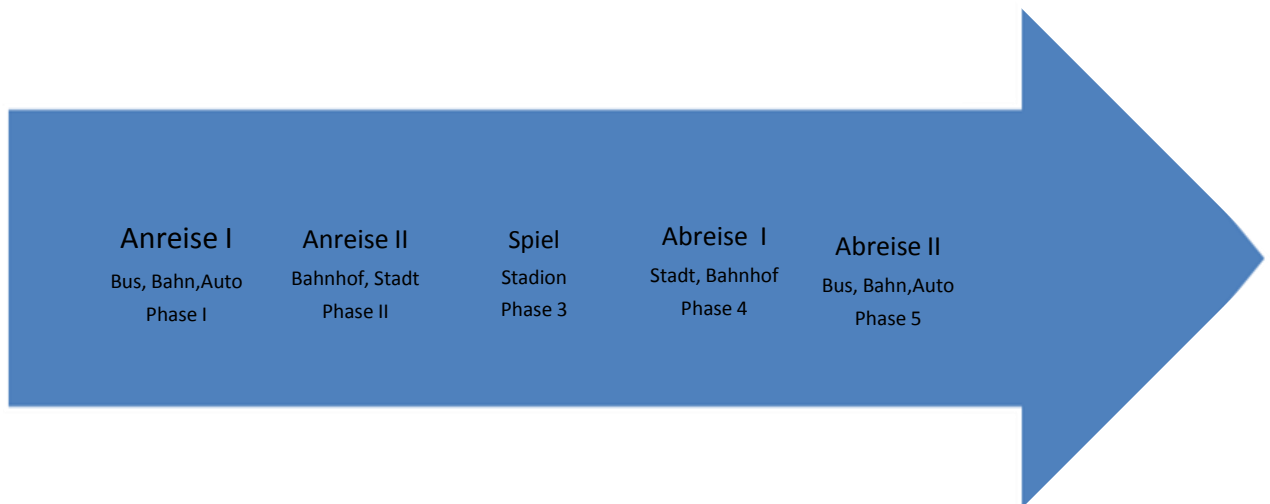 Anreise I
Bus, Bahn,Auto
Phase I
Anreise II
Bahnhof, Stadt
Phase II
Spiel
Stadion
Phase 3
Abreise  I
Stadt, Bahnhof
Phase 4
Abreise II
Bus, Bahn,Auto
Phase 5